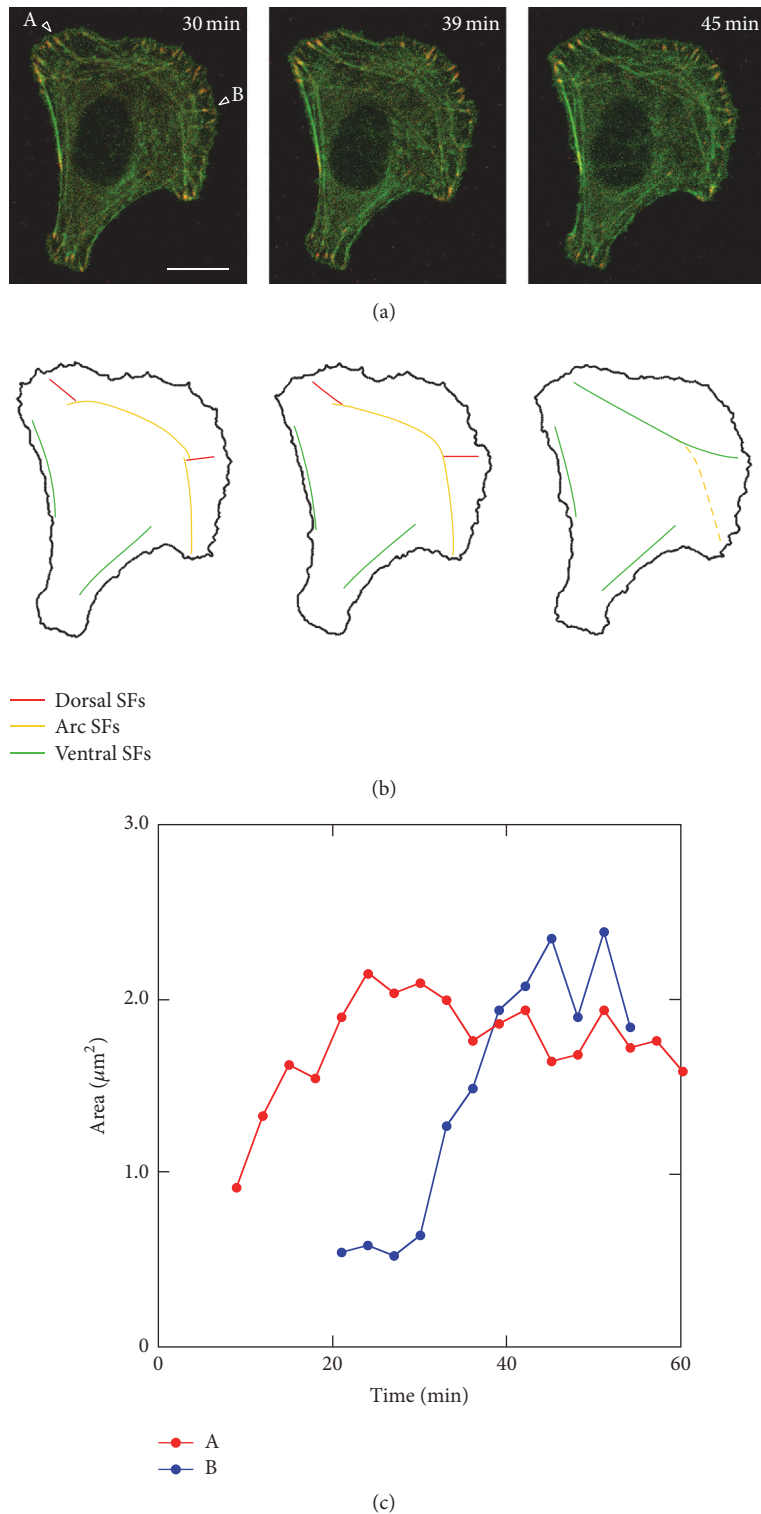 A
30 min
39 min
45 min
B
(a)
Dorsal SFs
Arc SFs
Ventral SFs
(b)
3.0
2.0
1.0
0
Area (μm²)
0
20
40
60
Time (min)
A
B
(c)